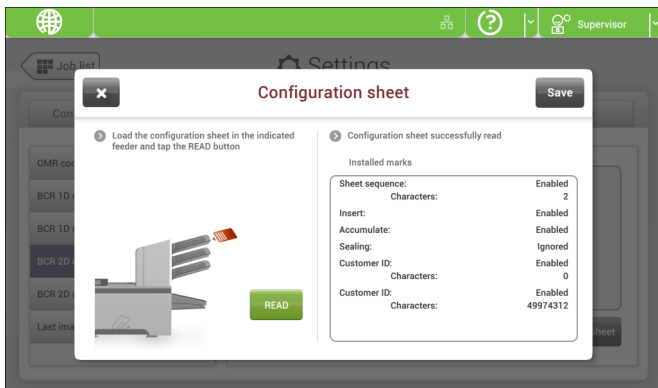 Supervisor
Job list
Settings
Configuration sheet
Save
Con
Load the configuration sheet in the indicated
feeder and tap the READ button
Configuration sheet successfully read
Installed marks
OMR coo
BCR 1D
BCR 1D
BCR 2D
BCR 2D
Last ima
READ
Sheet sequence: Enabled
Characters: 2
Insert: Enabled
Accumulate: Enabled
Sealing: Ignored
Customer ID: Enabled
Characters: 0
Customer ID: Enabled
Characters: 49974312
sheet